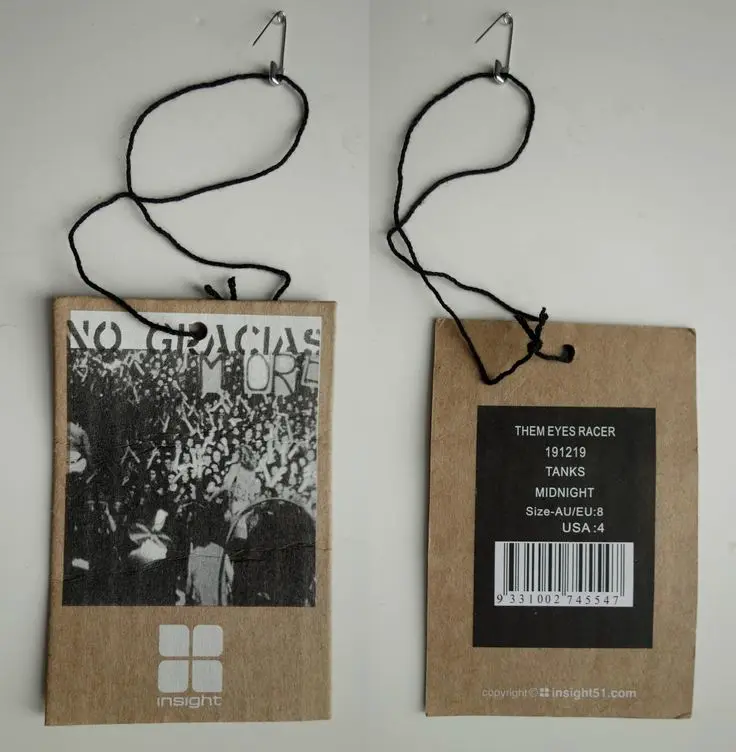 NO GRACIAS
MORE
insight
THEM EYES RACER
191219
TANKS
MIDNIGHT
Size-AU/EU:8
USA:4
9 331002 745547
copyright© insight51.com